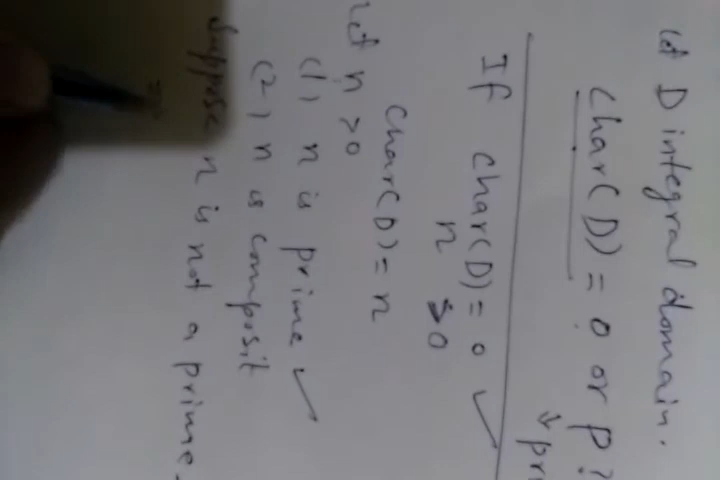 Let D integral domain.
Char(D) = 0 or p?
↓
pri
If Char(D) = 0 ✓
n > 0
Char(D) = n
Let n > 0
(1) n is prime ✓
(2) n is composit
Suppose n is not a prime.